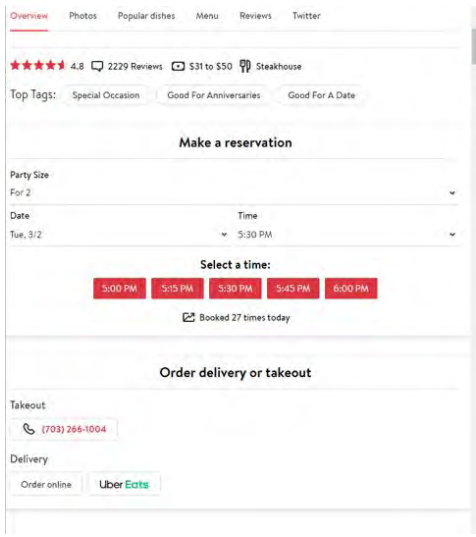 Overview Photos Popular dishes Menu Reviews Twitter
4.8 2229 Reviews $31 to $50 Steakhouse
Top Tags: Special Occasion Good For Anniversaries Good For A Date
Make a reservation
Party Size
For 2
Date Time
Tue, 3/2 5:30 PM
Select a time:
5:00 PM 5:15 PM 5:30 PM 5:45 PM 6:00 PM
Booked 27 times today
Order delivery or takeout
Takeout
(703) 266-1004
Delivery
Order online Uber Eats